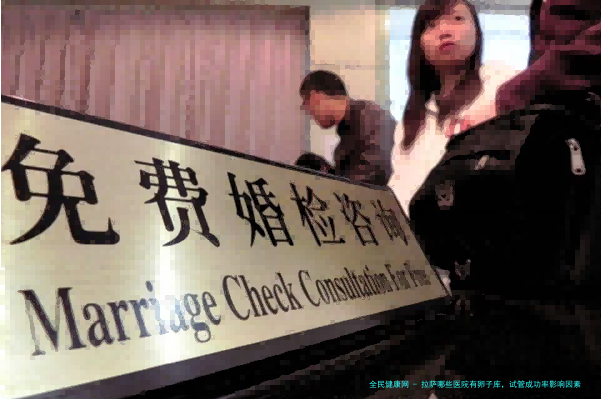 免费婚检咨询
Marriage Check Consultation For Free
全民健康网 - 拉萨哪些医院有卵子库，试管成功率影响因素